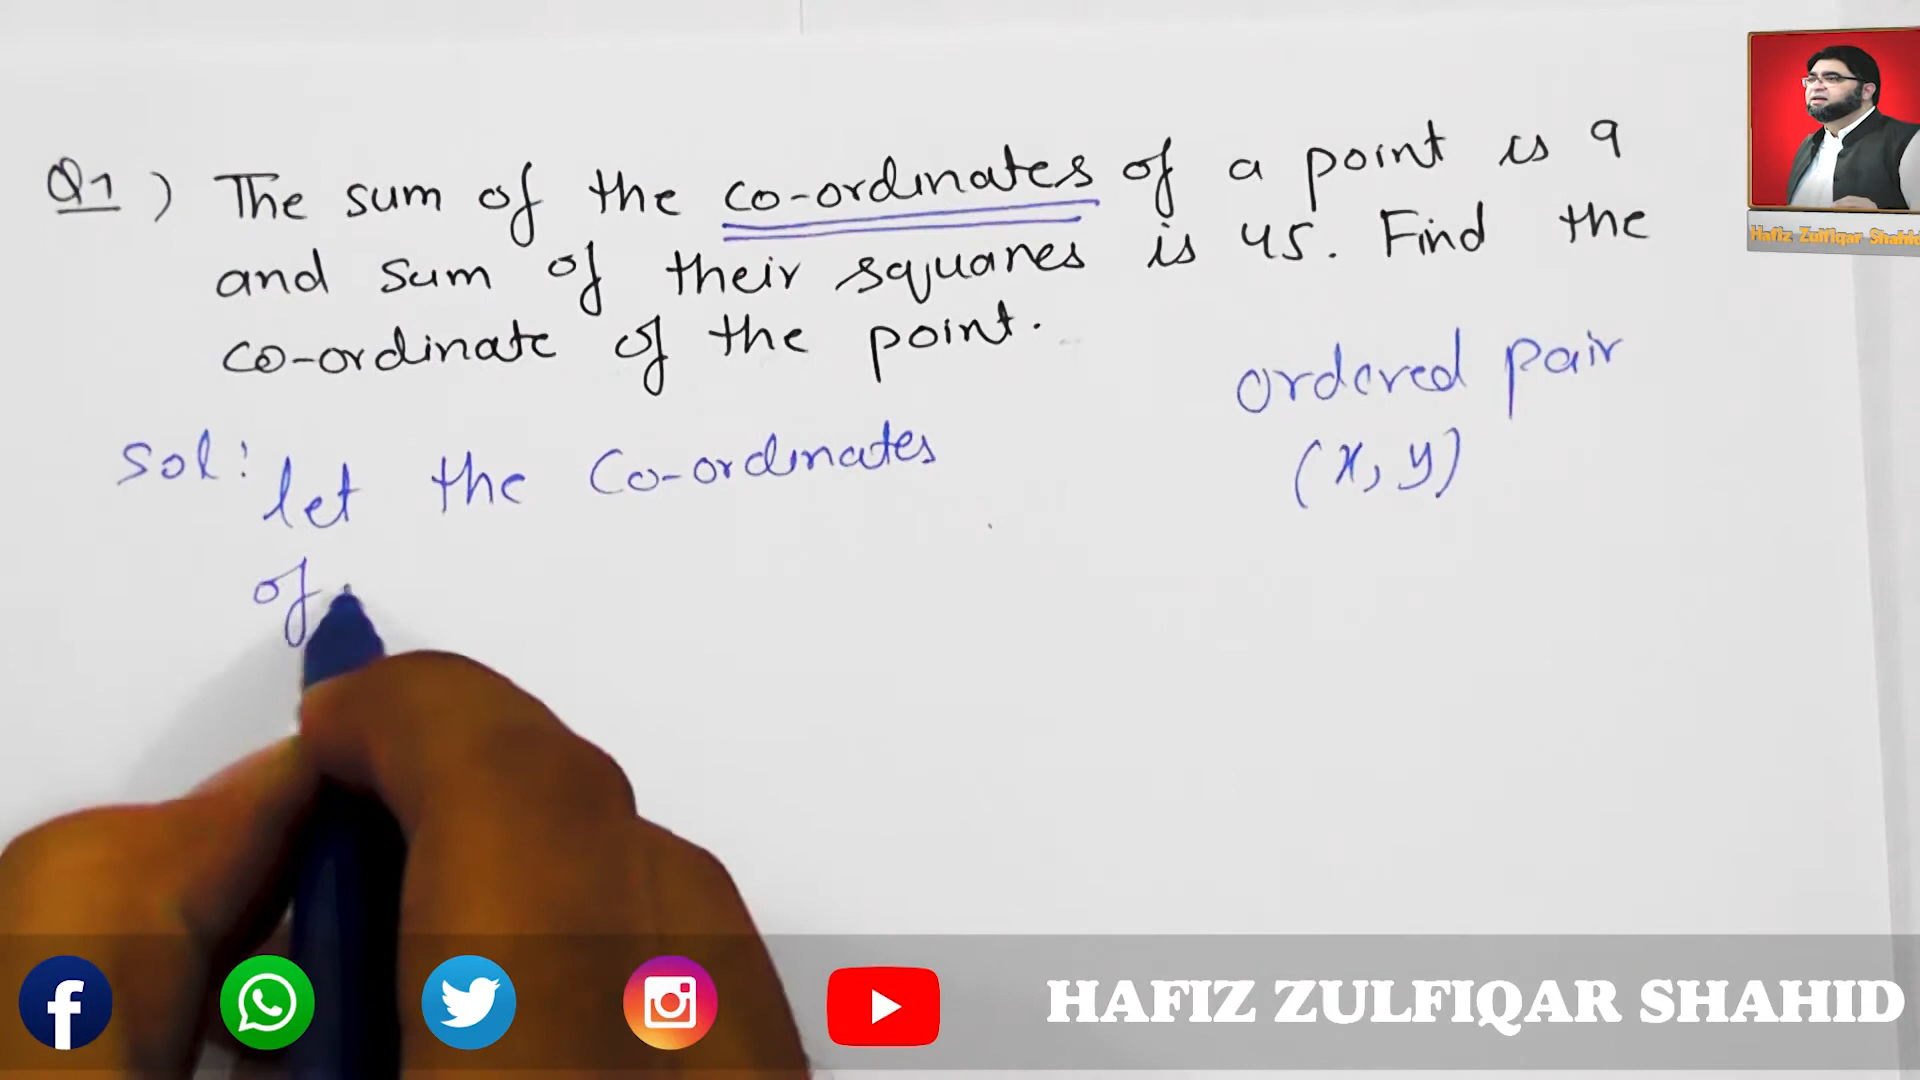 Q1) The sum of the co-ordinates of a point is 9
and sum of their squares is 45. Find the
co-ordinate of the point.
ordered pair
(x, y)
Sol: let the Co-ordinates
of
Hafiz Zulfiqar Shahid
HAFIZ ZULFIQAR SHAHID